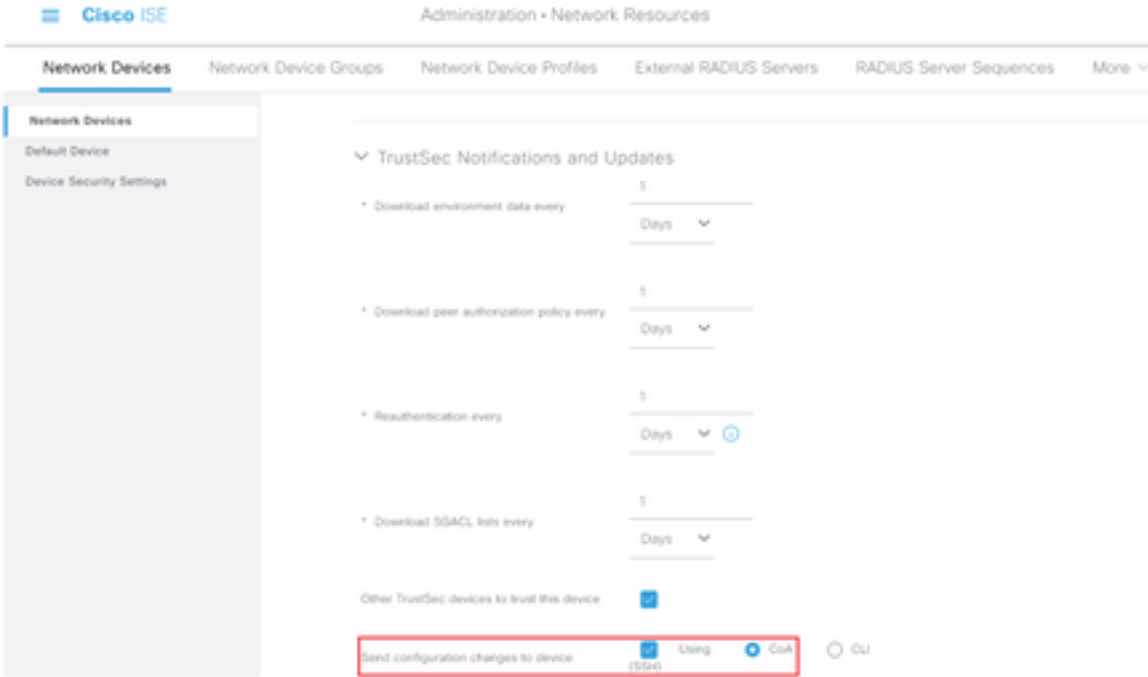 Cisco ISE
Administration • Network Resources
Network Devices Network Device Groups Network Device Profiles External RADIUS Servers RADIUS Server Sequences More
Network Devices
Default Device
Device Security Settings
TrustSec Notifications and Updates
1
* Download environment data every
Days
1
* Download peer authorization policy every
Days
1
* Reauthentication every
Days
1
* Download SGACL lists every
Days
Other TrustSec devices to trust this device
Send configuration changes to device Using CoA CLI
(SSH)